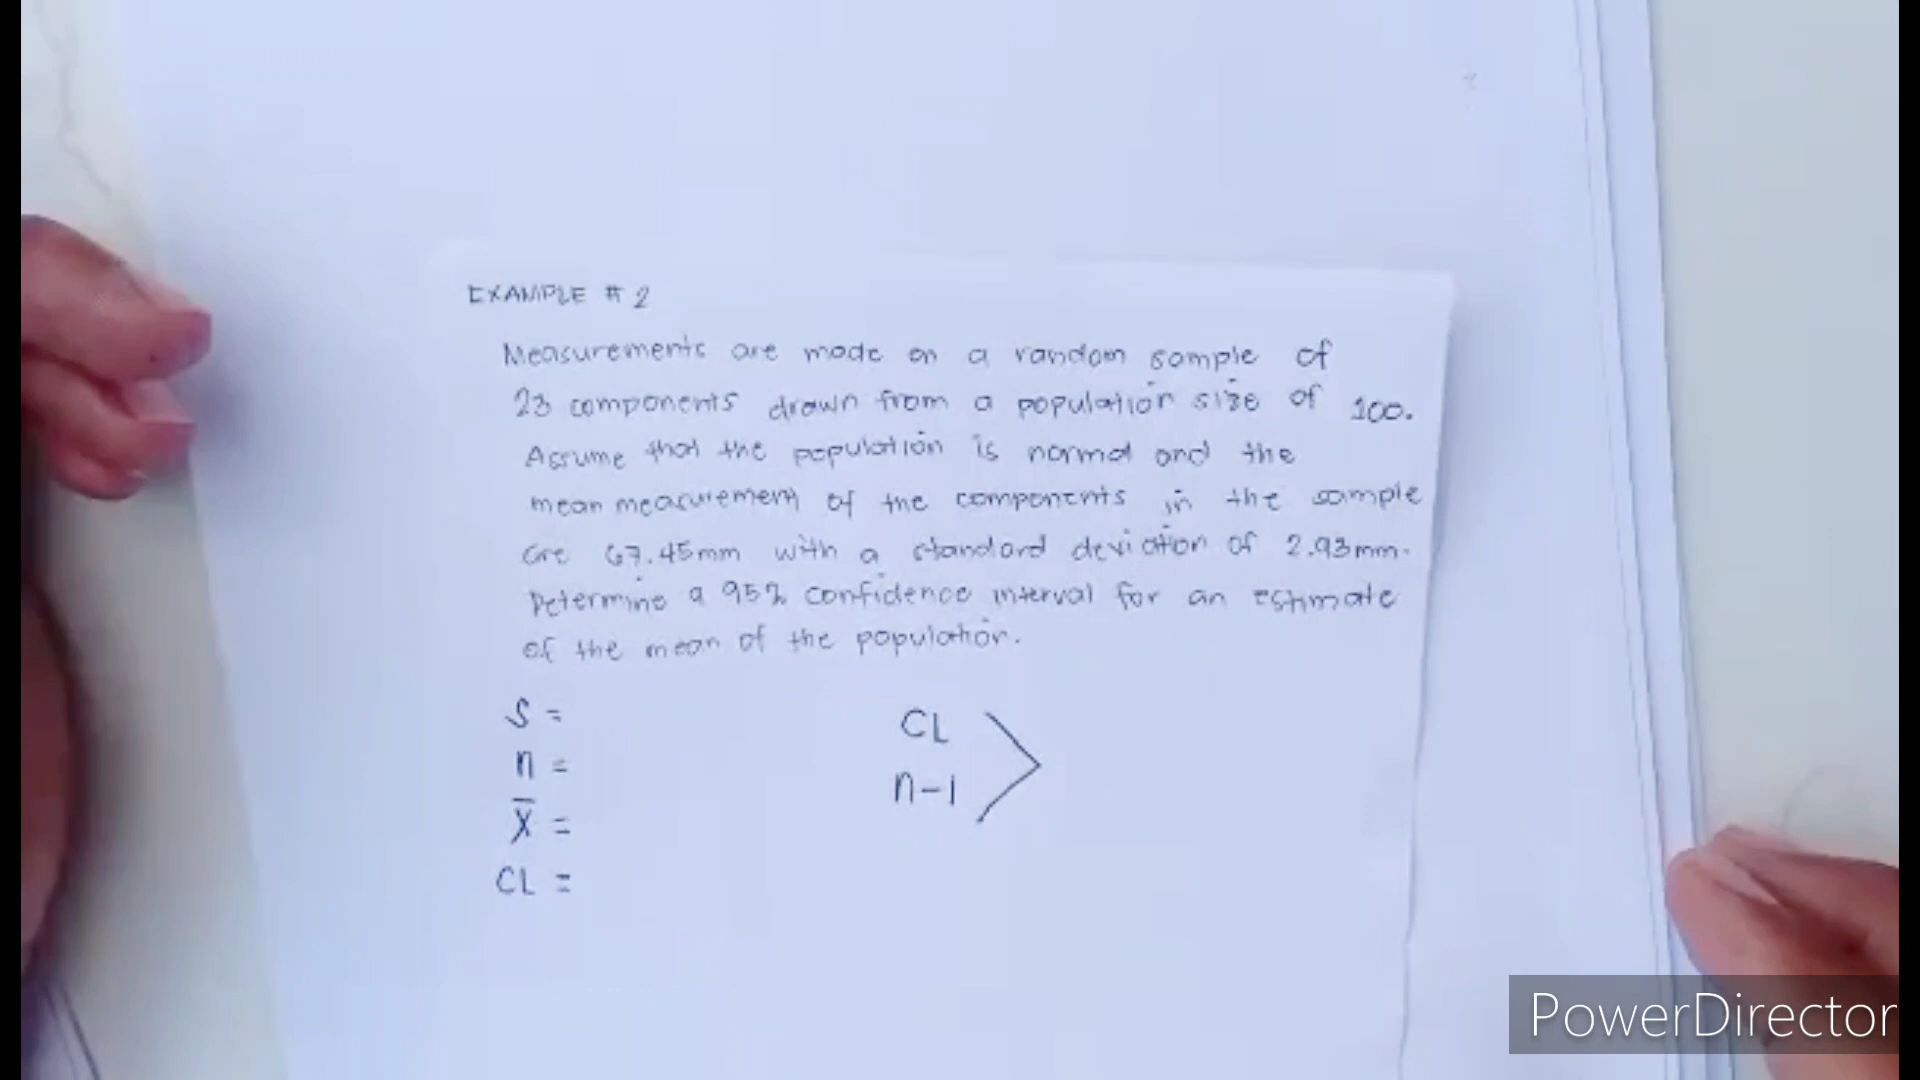 EXAMPLE # 2
Measurements are made on a random sample of
23 components drawn from a population size of 100.
Assume that the population is normal and the
mean measurement of the components in the sample
are 67.45mm with a standard deviation of 2.93mm.
Determine a 95% confidence interval for an estimate
of the mean of the population.
S =
n =
X̄ =
CL =
CL
n-1
PowerDirector